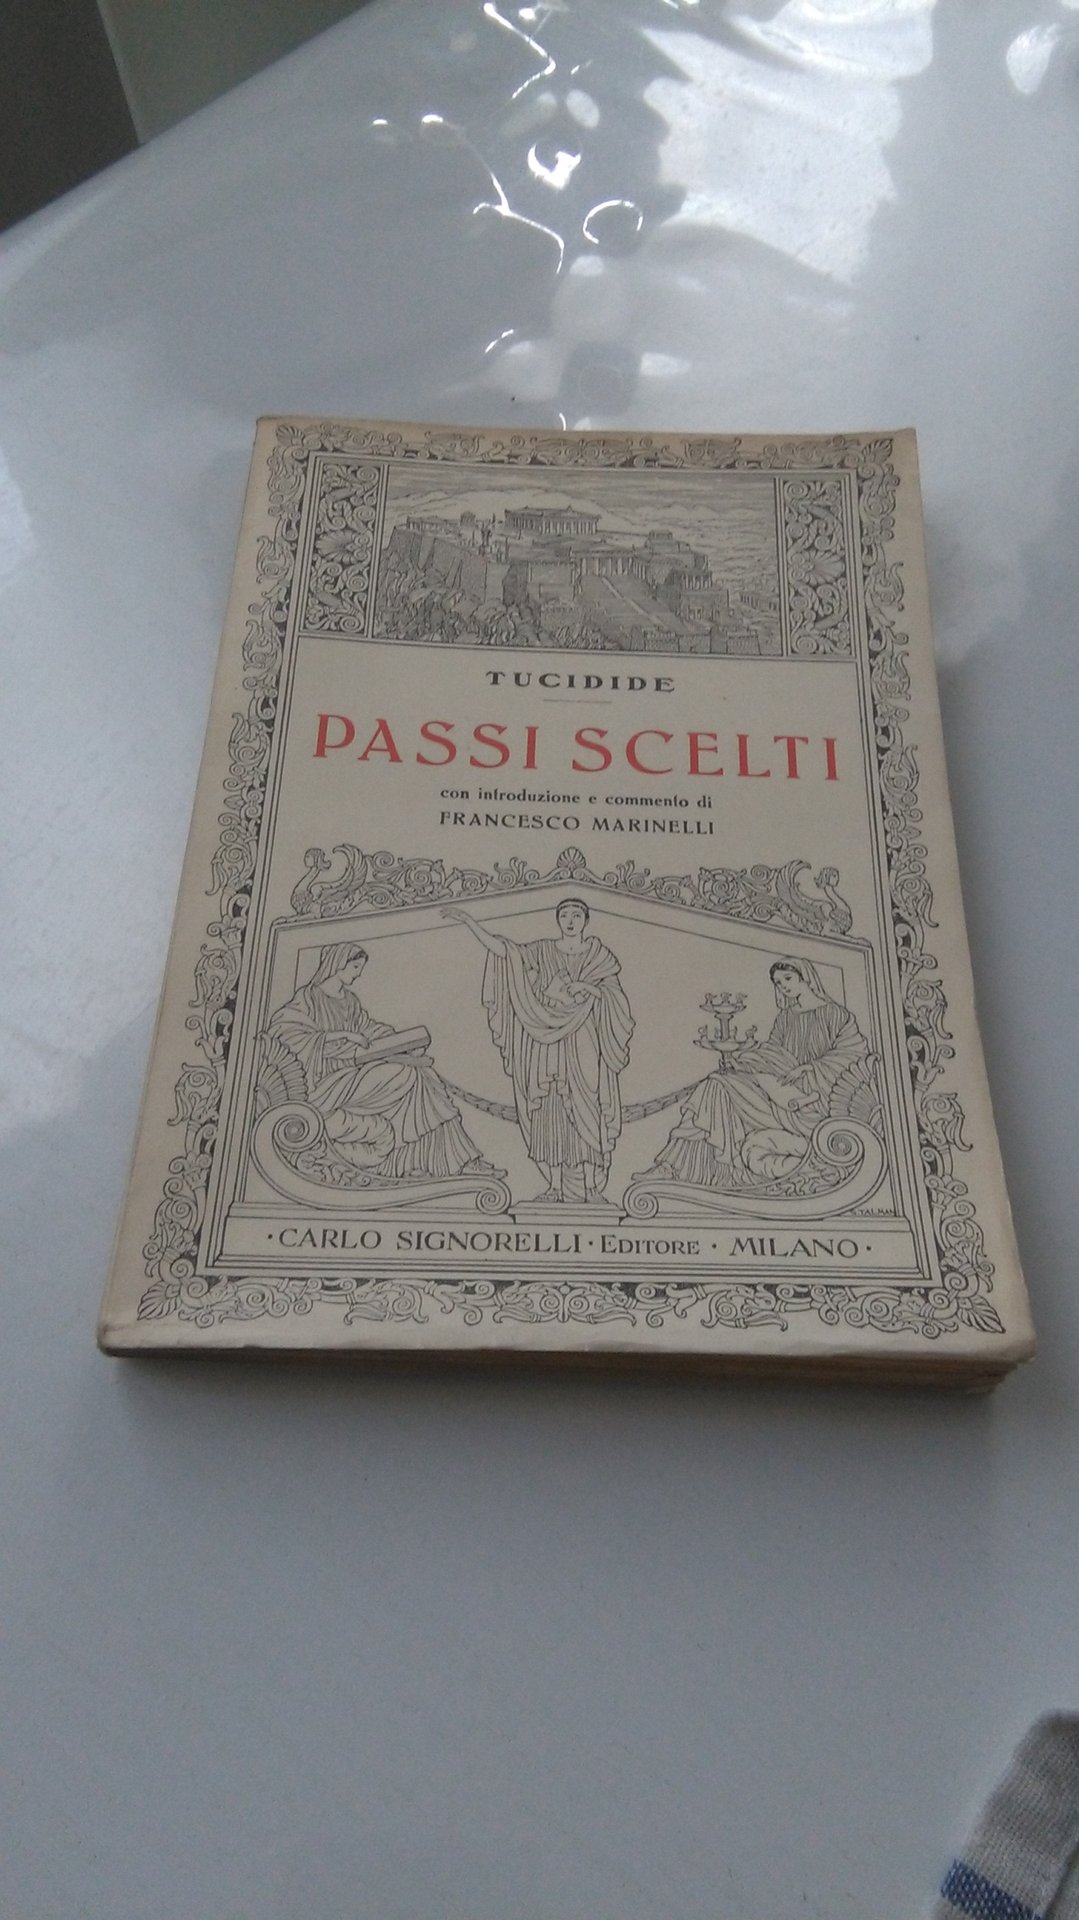 TUCIDIDE
PASSI SCELTI
con introduzione e commento di
FRANCESCO MARINELLI
· CARLO SIGNORELLI · EDITORE · MILANO ·